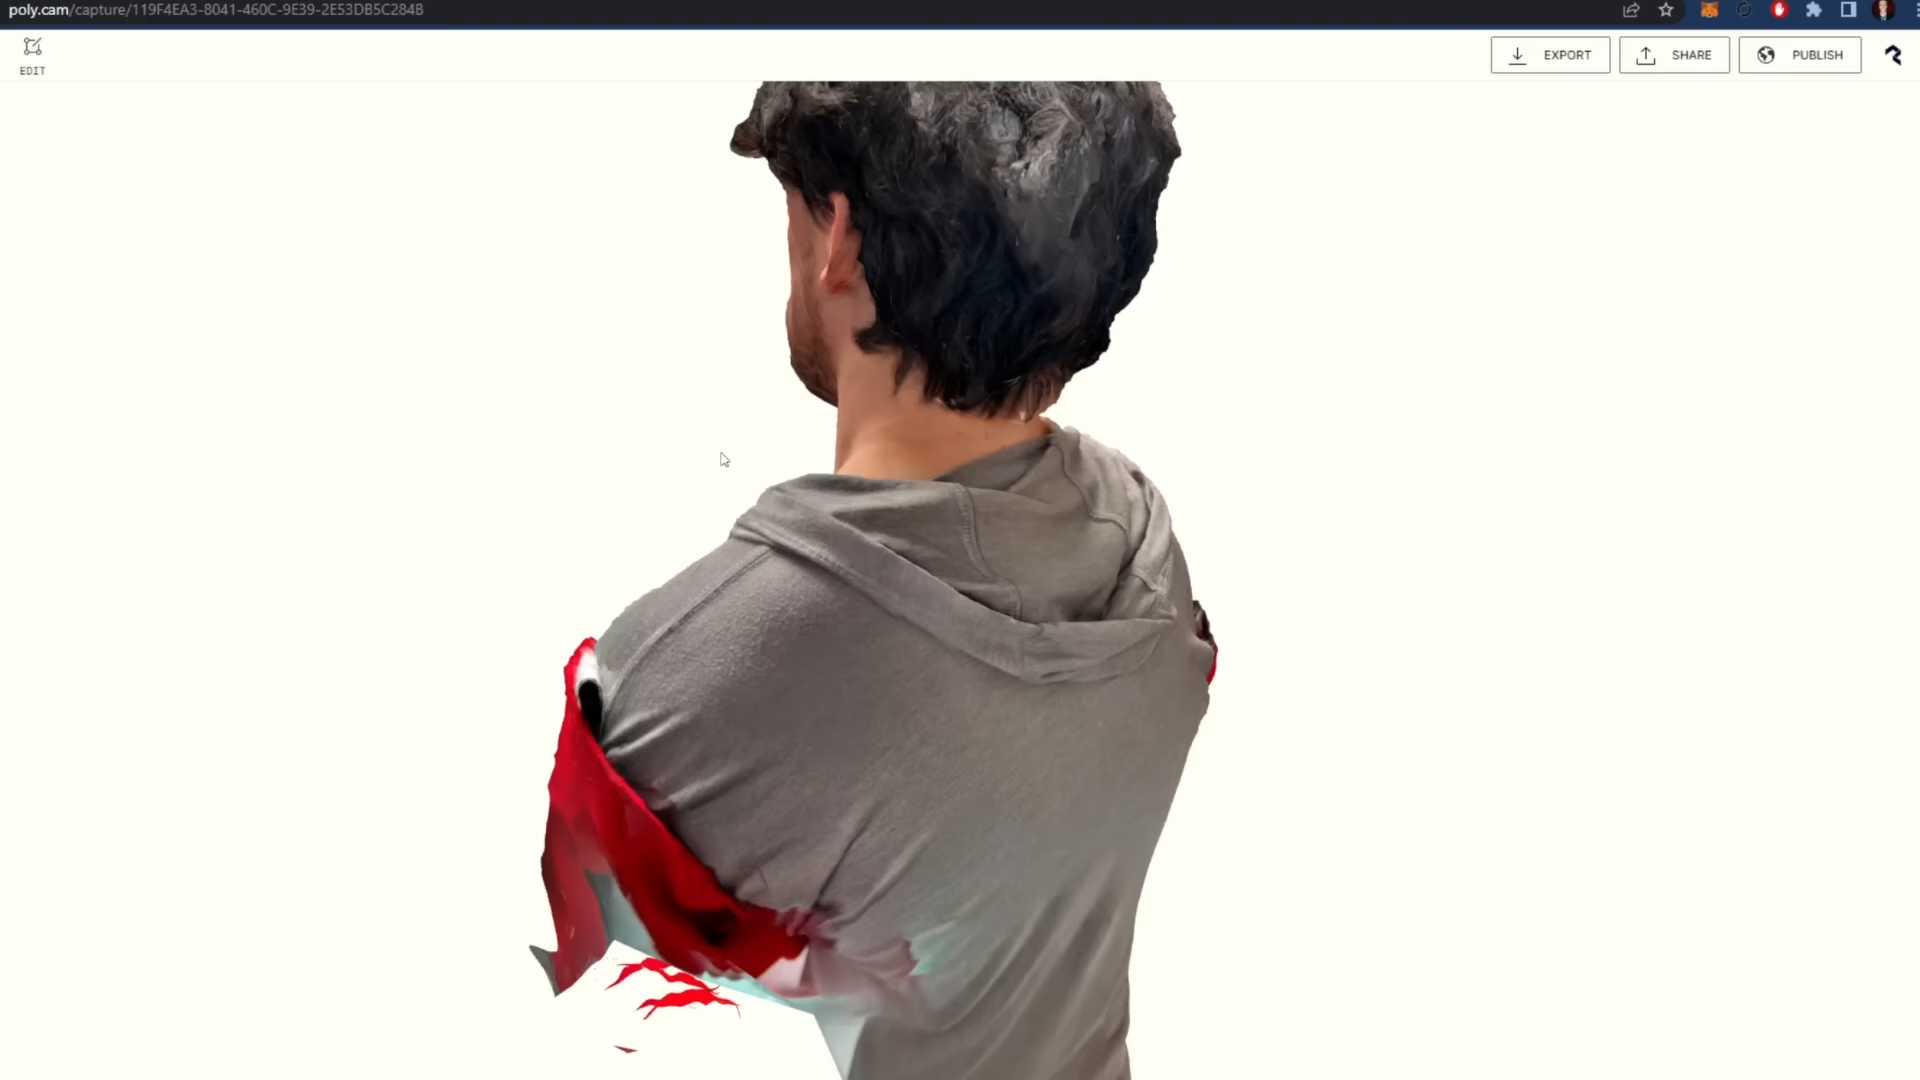 poly.cam/capture/119F4EA3-8041-460C-9E39-2E53DB5C284B
EDIT
EXPORT
SHARE
PUBLISH